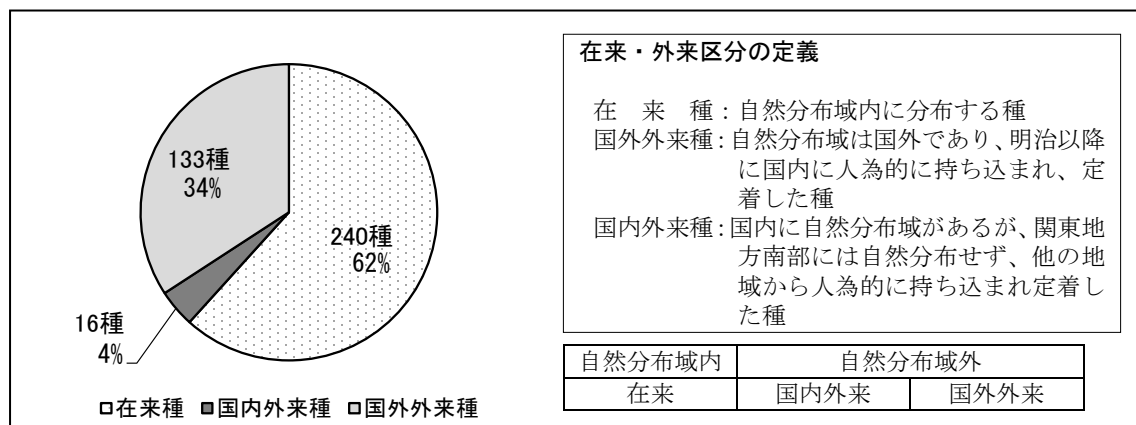 133種
34%
240種
62%
16種
4%
□在来種 ■国内外来種 □国外外来種
在来・外来区分の定義
在　来　種：自然分布域内に分布する種
国外外来種：自然分布域は国外であり、明治以降
に国内に人為的に持ち込まれ、定
着した種
国内外来種：国内に自然分布域があるが、関東地
方南部には自然分布せず、他の地
域から人為的に持ち込まれ定着し
た種
自然分布域内 自然分布域外
在来 国内外来 国外外来